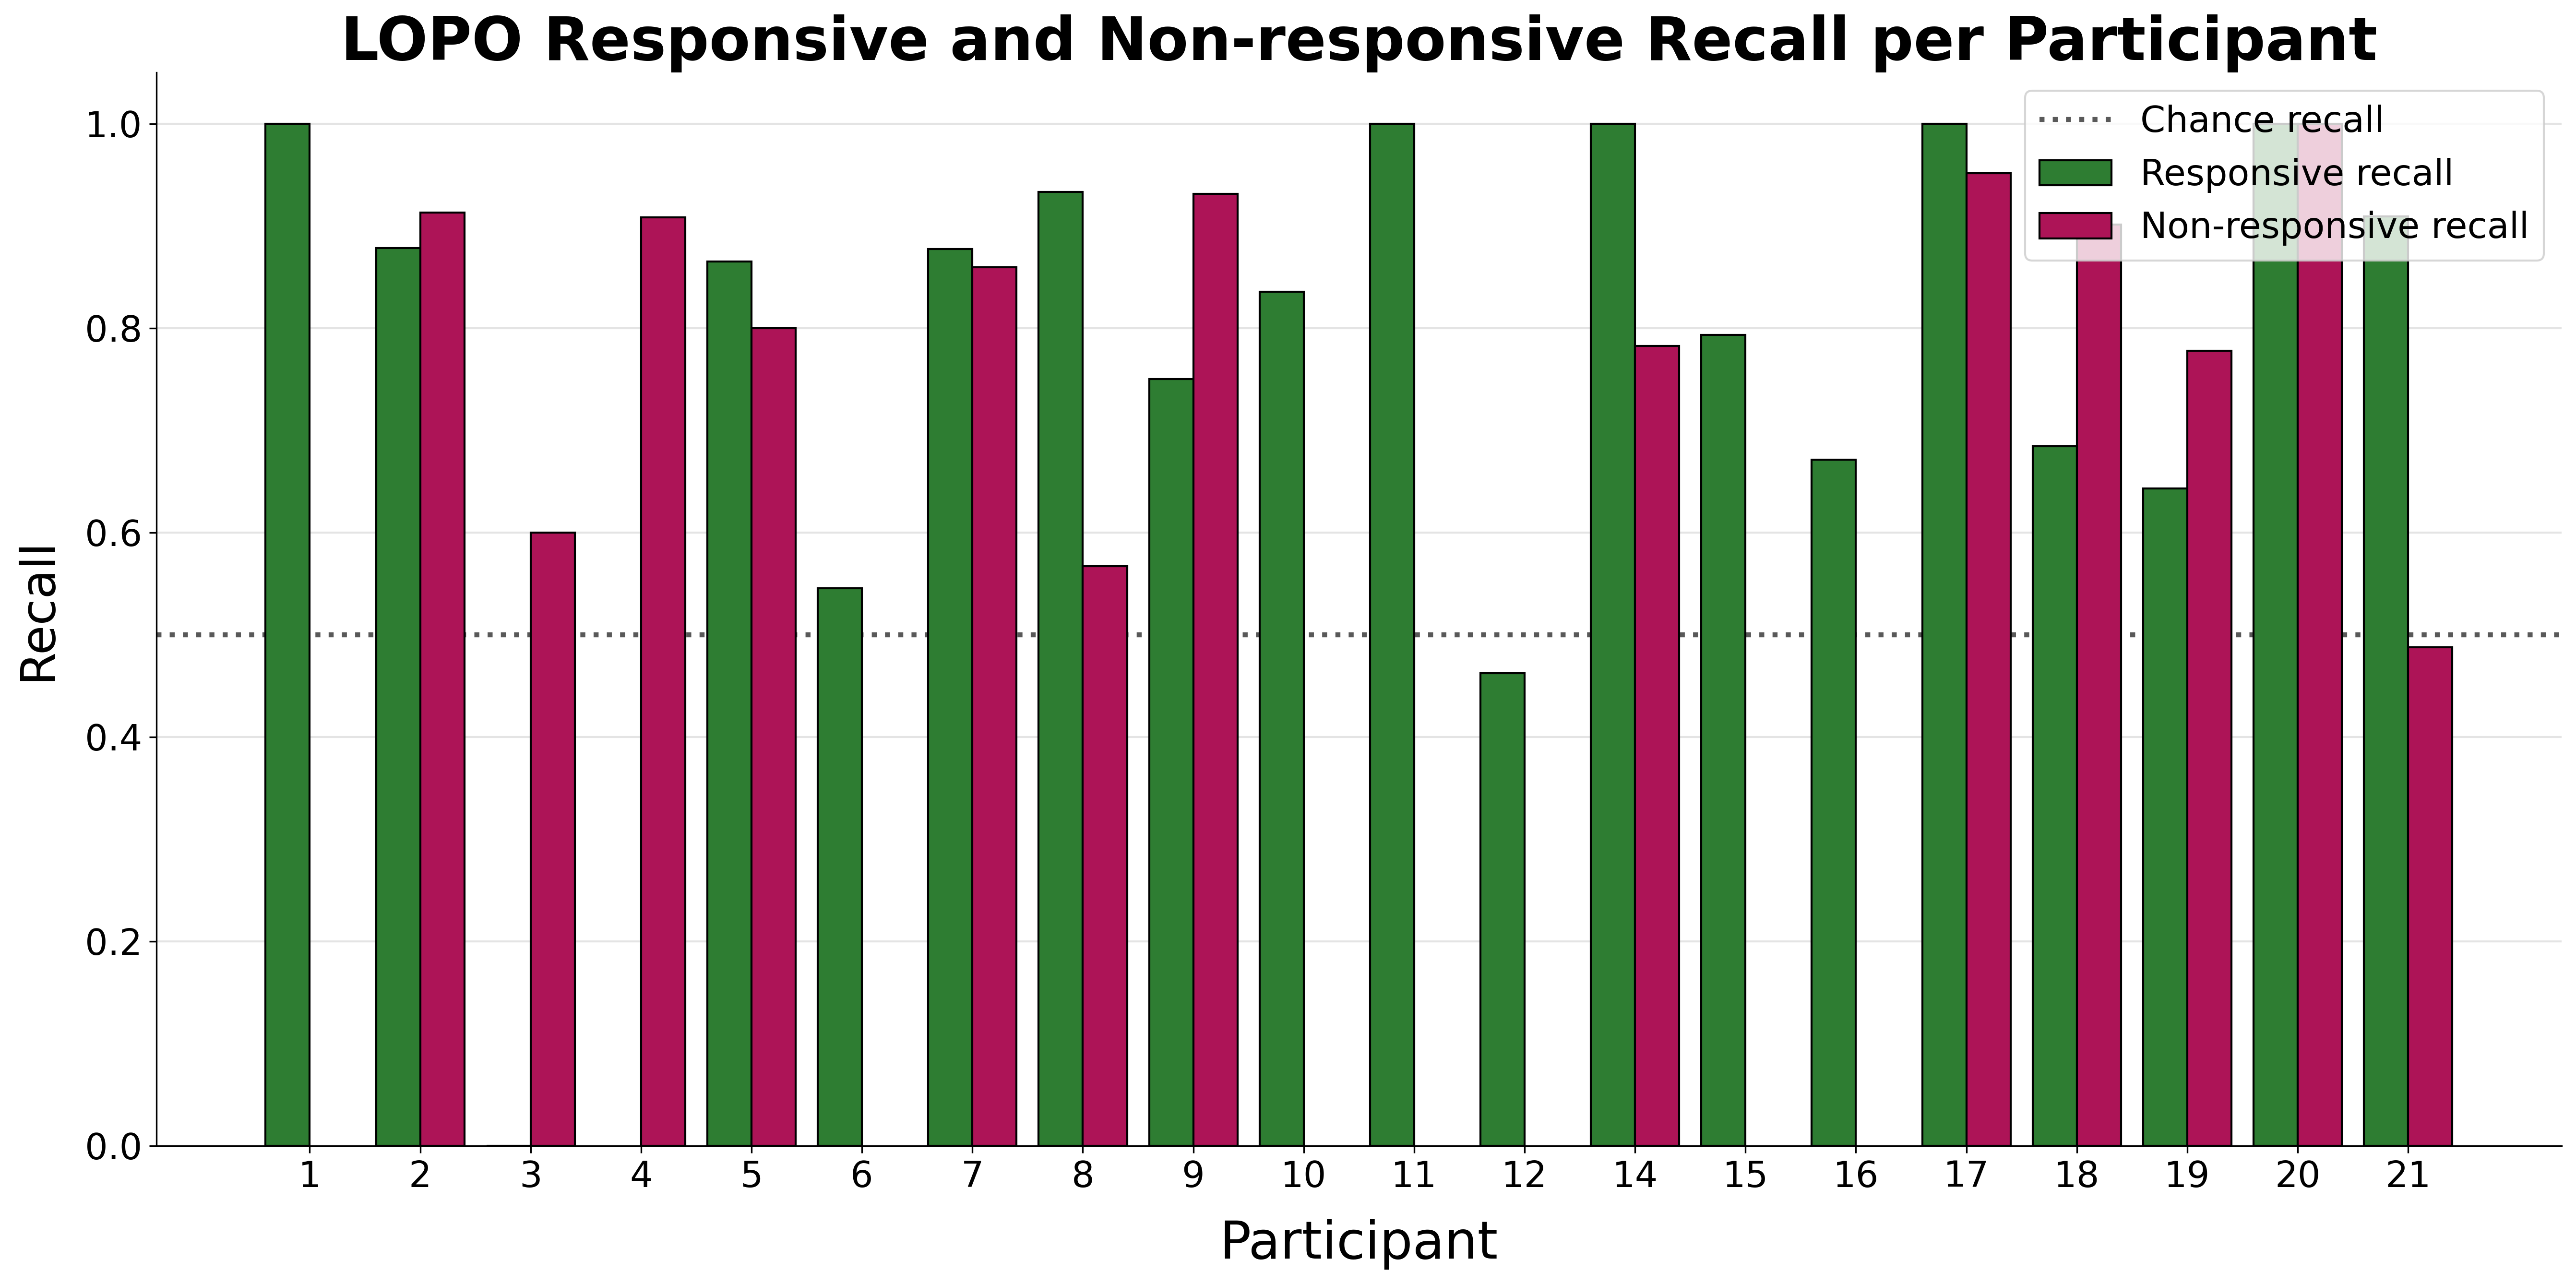 LOPO Responsive and Non-responsive Recall per Participant
Chance recall
Responsive recall
Non-responsive recall
Recall
1.0
0.8
0.6
0.4
0.2
0.0
1 2 3 4 5 6 7 8 9 10 11 12 14 15 16 17 18 19 20 21
Participant